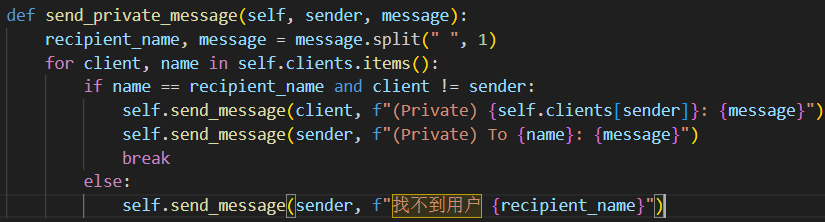 def send_private_message(self, sender, message):
    recipient_name, message = message.split(" ", 1)
    for client, name in self.clients.items():
        if name == recipient_name and client != sender:
            self.send_message(client, f"(Private) {self.clients[sender]}: {message}")
            self.send_message(sender, f"(Private) To {name}: {message}")
            break
        else:
            self.send_message(sender, f"找不到用户 {recipient_name}")